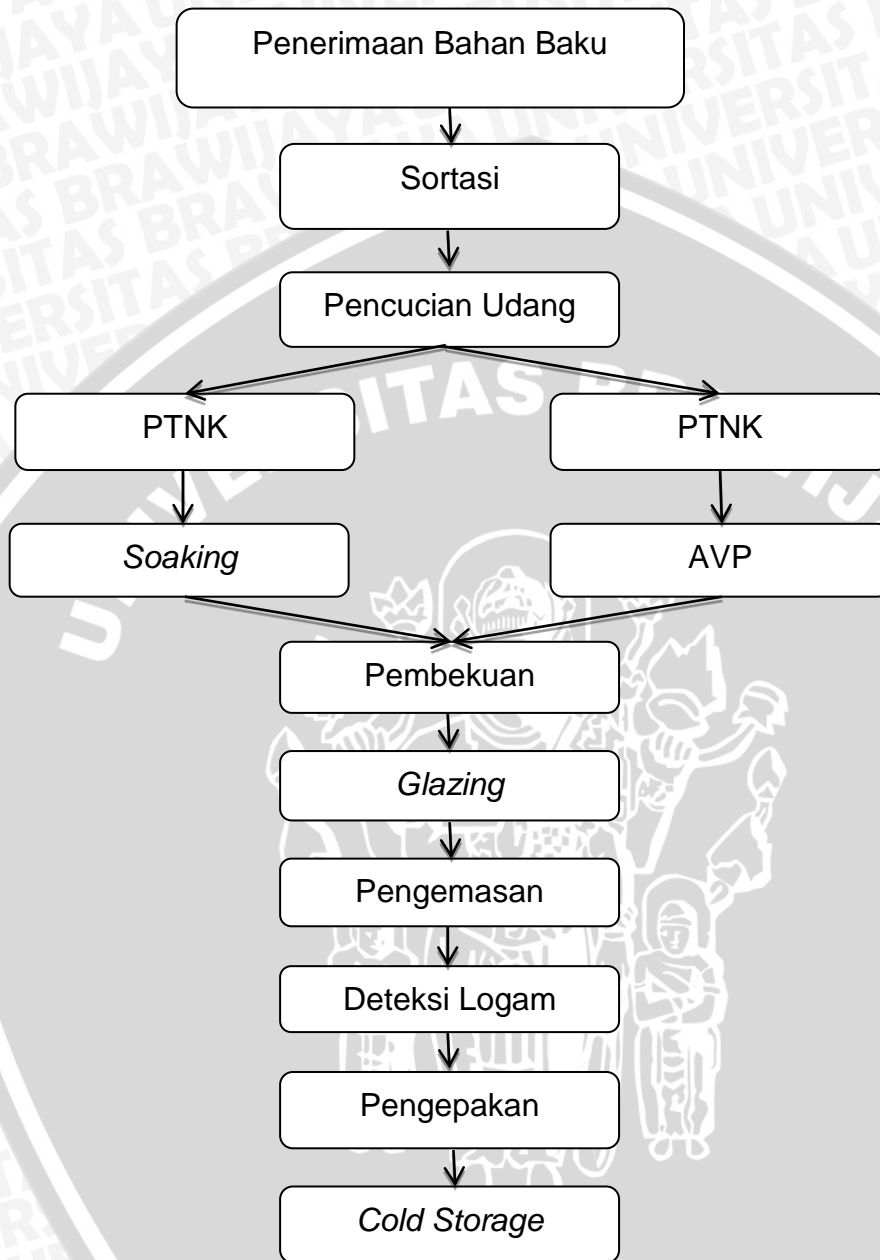 Penerimaan Bahan Baku
Sortasi
Pencucian Udang
PTNK
PTNK
Soaking
AVP
Pembekuan
Glazing
Pengemasan
Deteksi Logam
Pengepakan
Cold Storage